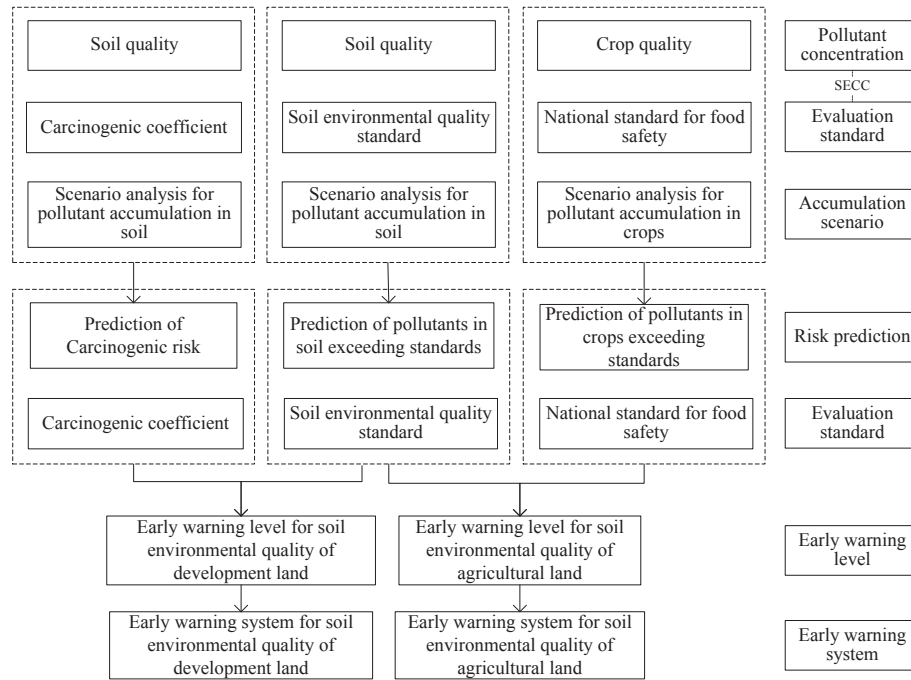 Soil quality
Soil quality
Crop quality
Pollutant
concentration
SECC
Carcinogenic coefficient
Soil environmental quality
standard
National standard for food
safety
Evaluation
standard
Scenario analysis for
pollutant accumulation in
soil
Scenario analysis for
pollutant accumulation in
soil
Scenario analysis for
pollutant accumulation in
crops
Accumulation
scenario
Prediction of
Carcinogenic risk
Prediction of pollutants in
soil exceeding standards
Prediction of pollutants in
crops exceeding
standards
Risk prediction
Carcinogenic coefficient
Soil environmental quality
standard
National standard for food
safety
Evaluation
standard
Early warning level for soil
environmental quality of
development land
Early warning level for soil
environmental quality of
agricultural land
Early warning
level
Early warning system for soil
environmental quality of
development land
Early warning system for soil
environmental quality of
agricultural land
Early warning
system